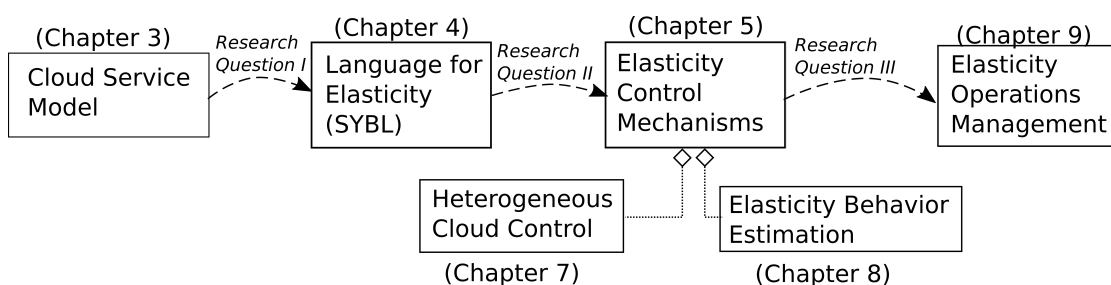 (Chapter 3)
Cloud Service
Model
Research
Question I
(Chapter 4)
Language for
Elasticity
(SYBL)
Research
Question II
(Chapter 5)
Elasticity
Control
Mechanisms
Research
Question III
(Chapter 9)
Elasticity
Operations
Management
Heterogeneous
Cloud Control
(Chapter 7)
Elasticity Behavior
Estimation
(Chapter 8)